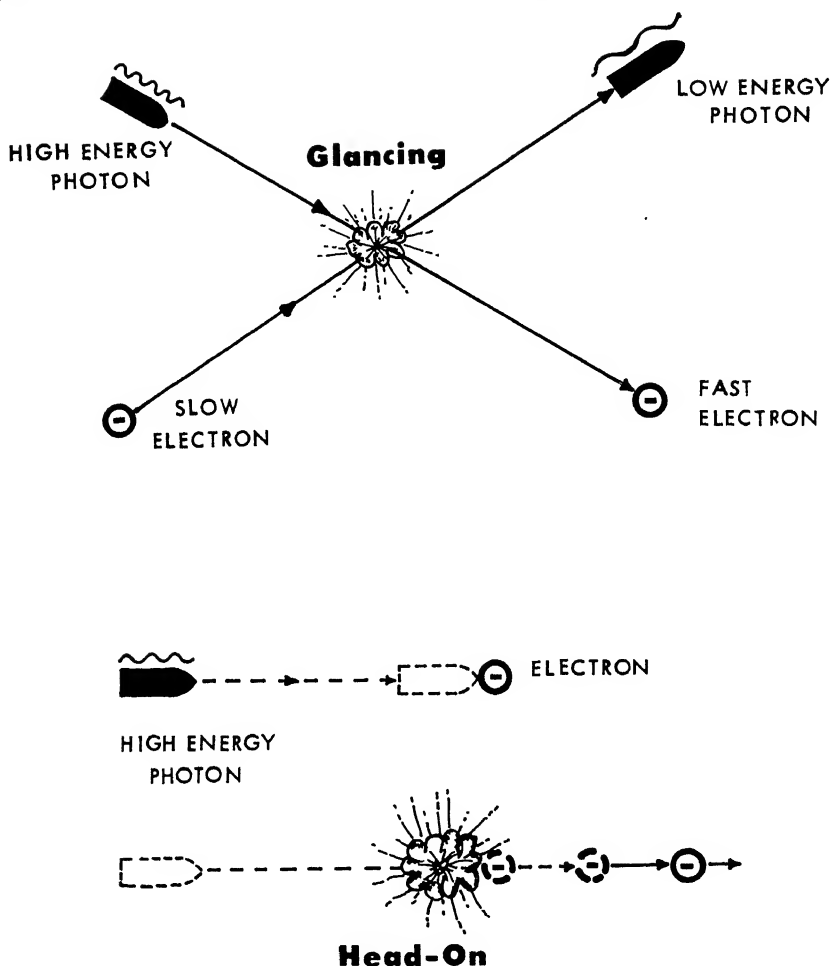 HIGH ENERGY
PHOTON
Glancing
LOW ENERGY
PHOTON
SLOW
ELECTRON
FAST
ELECTRON
ELECTRON
HIGH ENERGY
PHOTON
Head-On